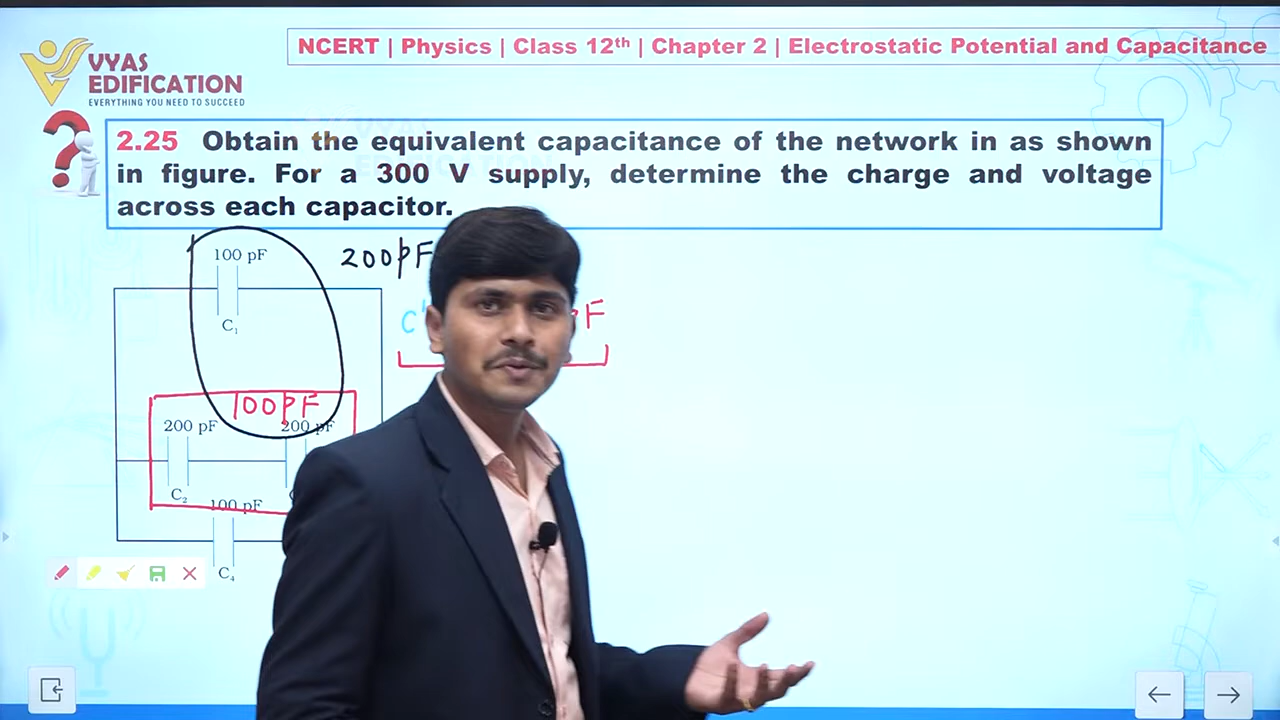 NCERT | Physics | Class 12th | Chapter 2 | Electrostatic Potential and Capacitance
VYAS
EDIFICATION
EVERYTHING YOU NEED TO SUCCEED
2.25 Obtain the equivalent capacitance of the network in as shown
in figure. For a 300 V supply, determine the charge and voltage
across each capacitor.
100 pF
200pF
C1
C'
F
100PF
200 pF
200 pF
C2
100 pF
C4